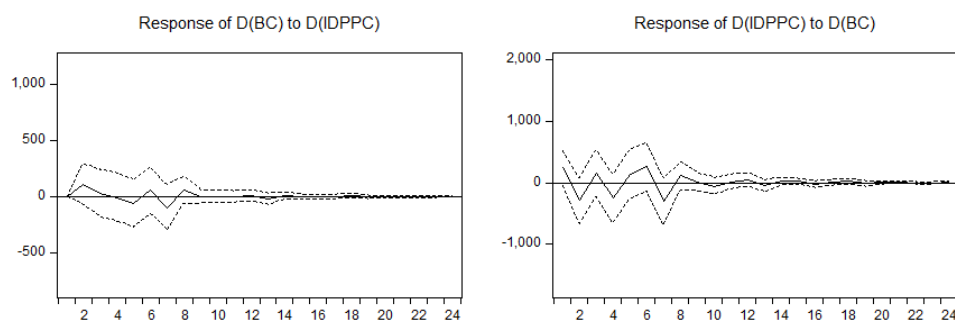 Response of D(BC) to D(IDPPC)
1,000
500
0
-500
2 4 6 8 10 12 14 16 18 20 22 24
Response of D(IDPPC) to D(BC)
2,000
1,000
0
-1,000
2 4 6 8 10 12 14 16 18 20 22 24